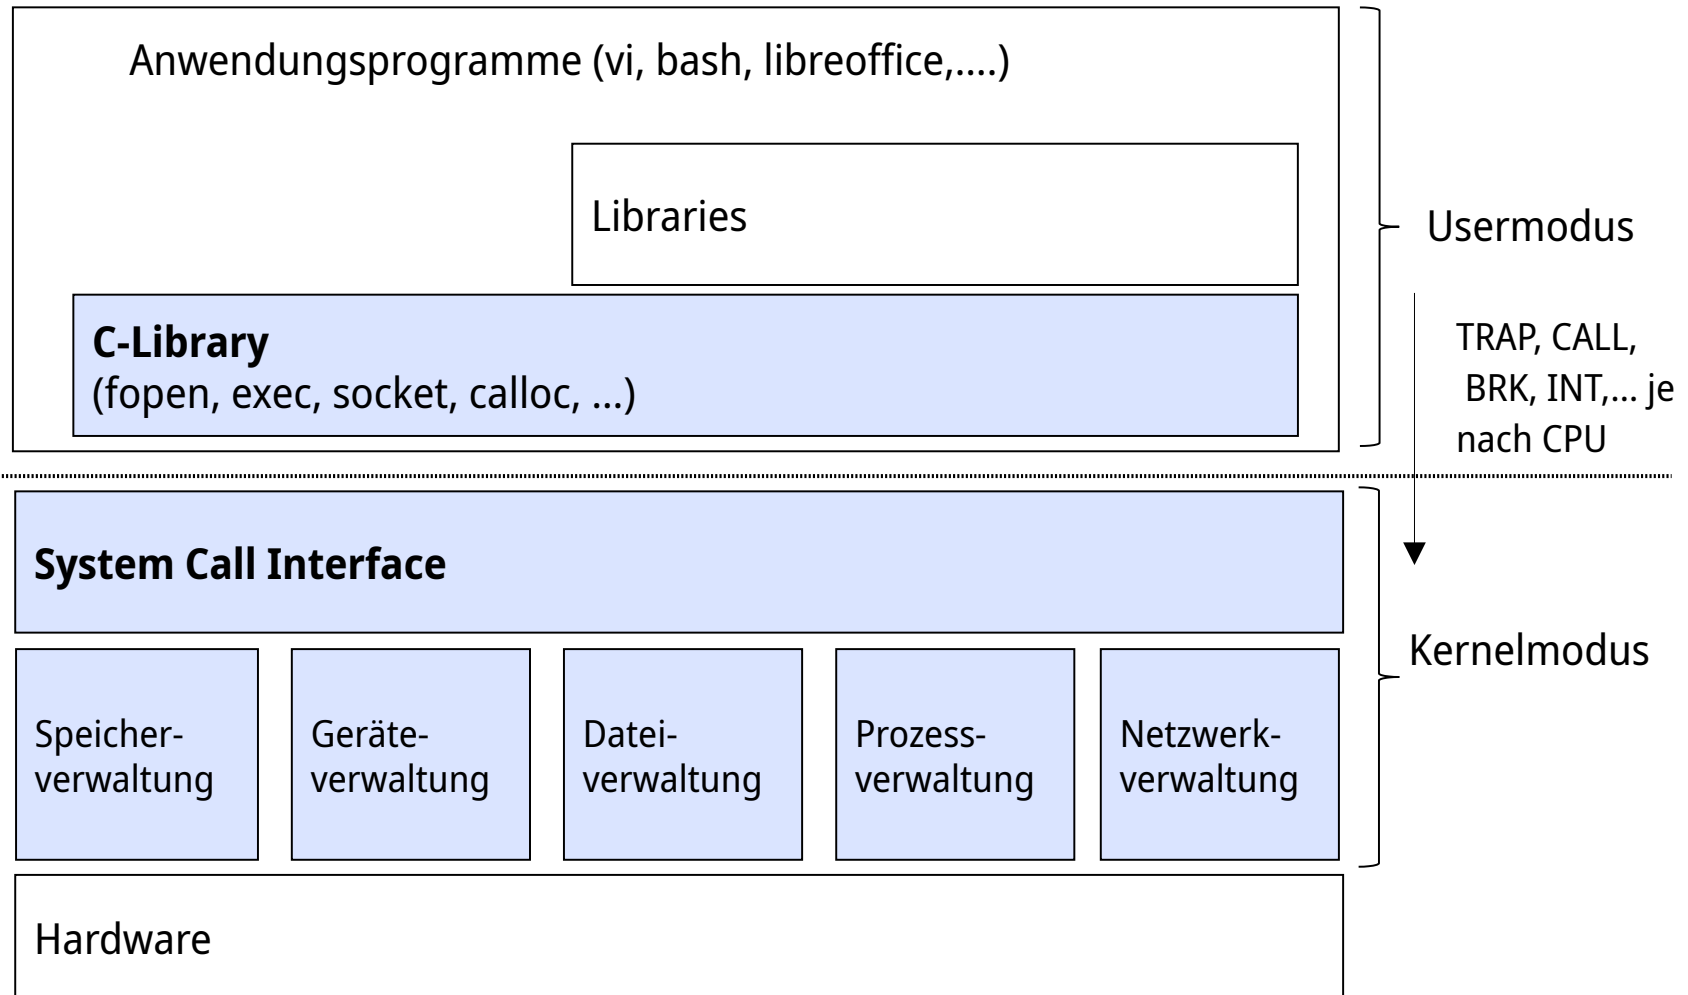 Anwendungsprogramme (vi, bash, libreoffice,....)
Libraries
C-Library
(fopen, exec, socket, calloc, ...)
Usermodus
TRAP, CALL,
BRK, INT,... je
nach CPU
System Call Interface
Kernelmodus
Speicher-
verwaltung
Geräte-
verwaltung
Datei-
verwaltung
Prozess-
verwaltung
Netzwerk-
verwaltung
Hardware